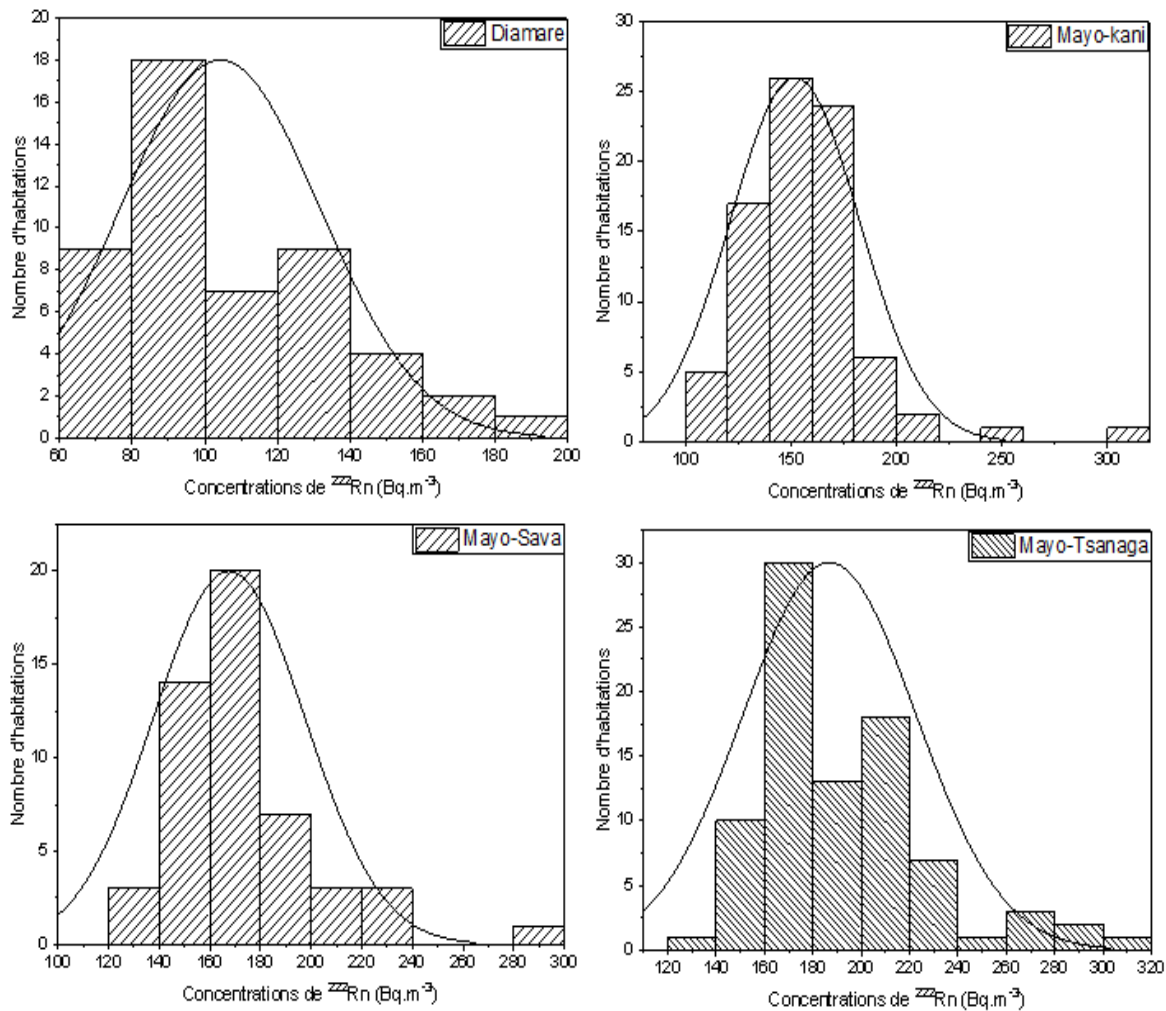 Diamare
Nombre d'habitations
20
18
16
14
12
10
8
6
4
2
0
60 80 100 120 140 160 180 200
Concentrations de ²²²Rn (Bq.m⁻³)
Mayo-kani
Nombre d'habitations
30
25
20
15
10
5
0
100 150 200 250 300
Concentrations de ²²²Rn (Bq.m⁻³)
Mayo-Sava
Nombre d'habitations
20
15
10
5
0
100 120 140 160 180 200 220 240 260 280 300
Concentrations de ²²²Rn (Bq.m⁻³)
Mayo-Tsanaga
Nombre d'habitations
30
25
20
15
10
5
0
120 140 160 180 200 220 240 260 280 300 320
Concentrations de ²²²Rn (Bq.m⁻³)